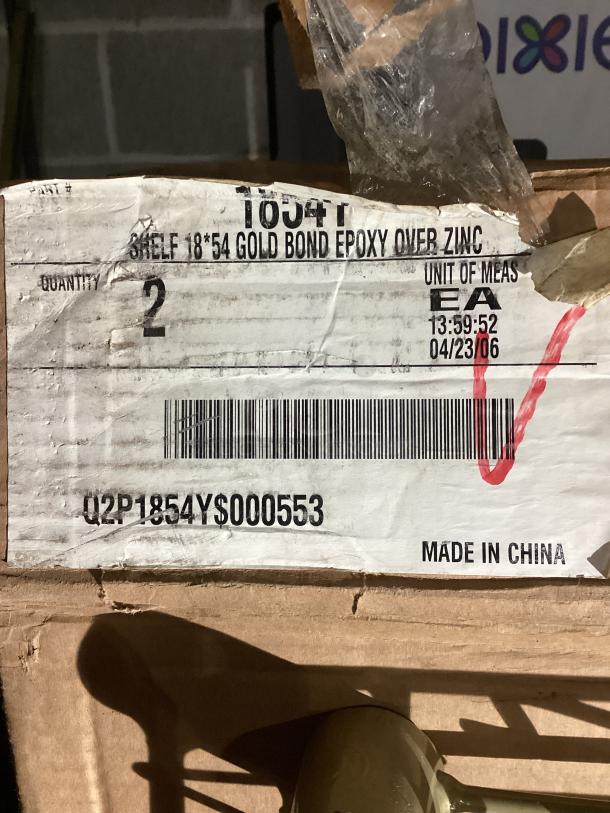 PART #
1854Y
SHELF 18*54 GOLD BOND EPOXY OVER ZINC
QUANTITY
2
UNIT OF MEAS
EA
13:59:52
04/23/06
Q2P1854Y$000553
MADE IN CHINA